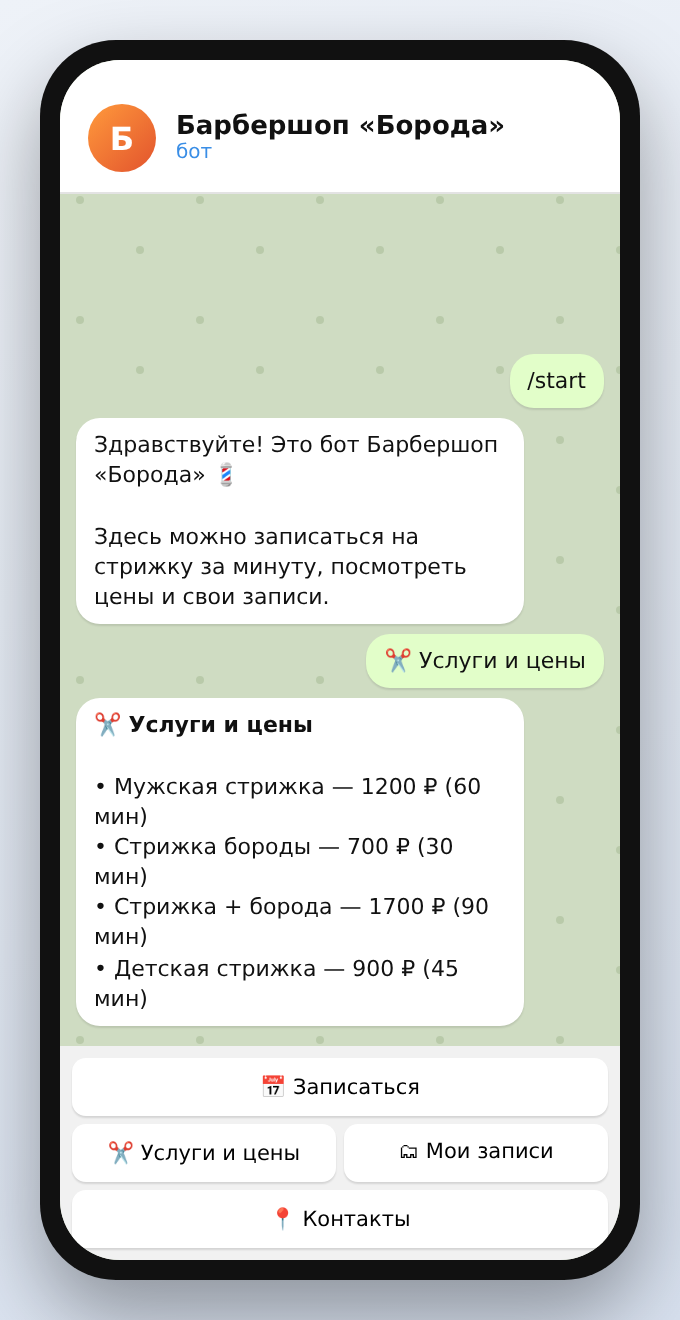 Б
Барбершоп «Борода»
бот
/start
Здравствуйте! Это бот Барбершоп
«Борода» 💈
Здесь можно записаться на
стрижку за минуту, посмотреть
цены и свои записи.
✂️ Услуги и цены
✂️ Услуги и цены
• Мужская стрижка — 1200 ₽ (60
мин)
• Стрижка бороды — 700 ₽ (30
мин)
• Стрижка + борода — 1700 ₽ (90
мин)
• Детская стрижка — 900 ₽ (45
мин)
📅 Записаться
✂️ Услуги и цены
🗂 Мои записи
📍 Контакты